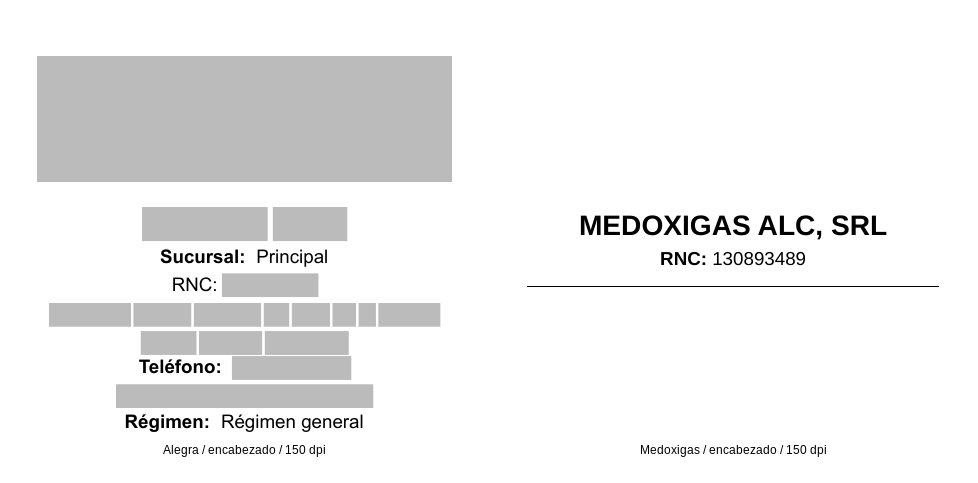 Sucursal: Principal
RNC:
Teléfono:
Régimen: Régimen general
Alegra / encabezado / 150 dpi
MEDOXIGAS ALC, SRL
RNC: 130893489
Medoxigas / encabezado / 150 dpi